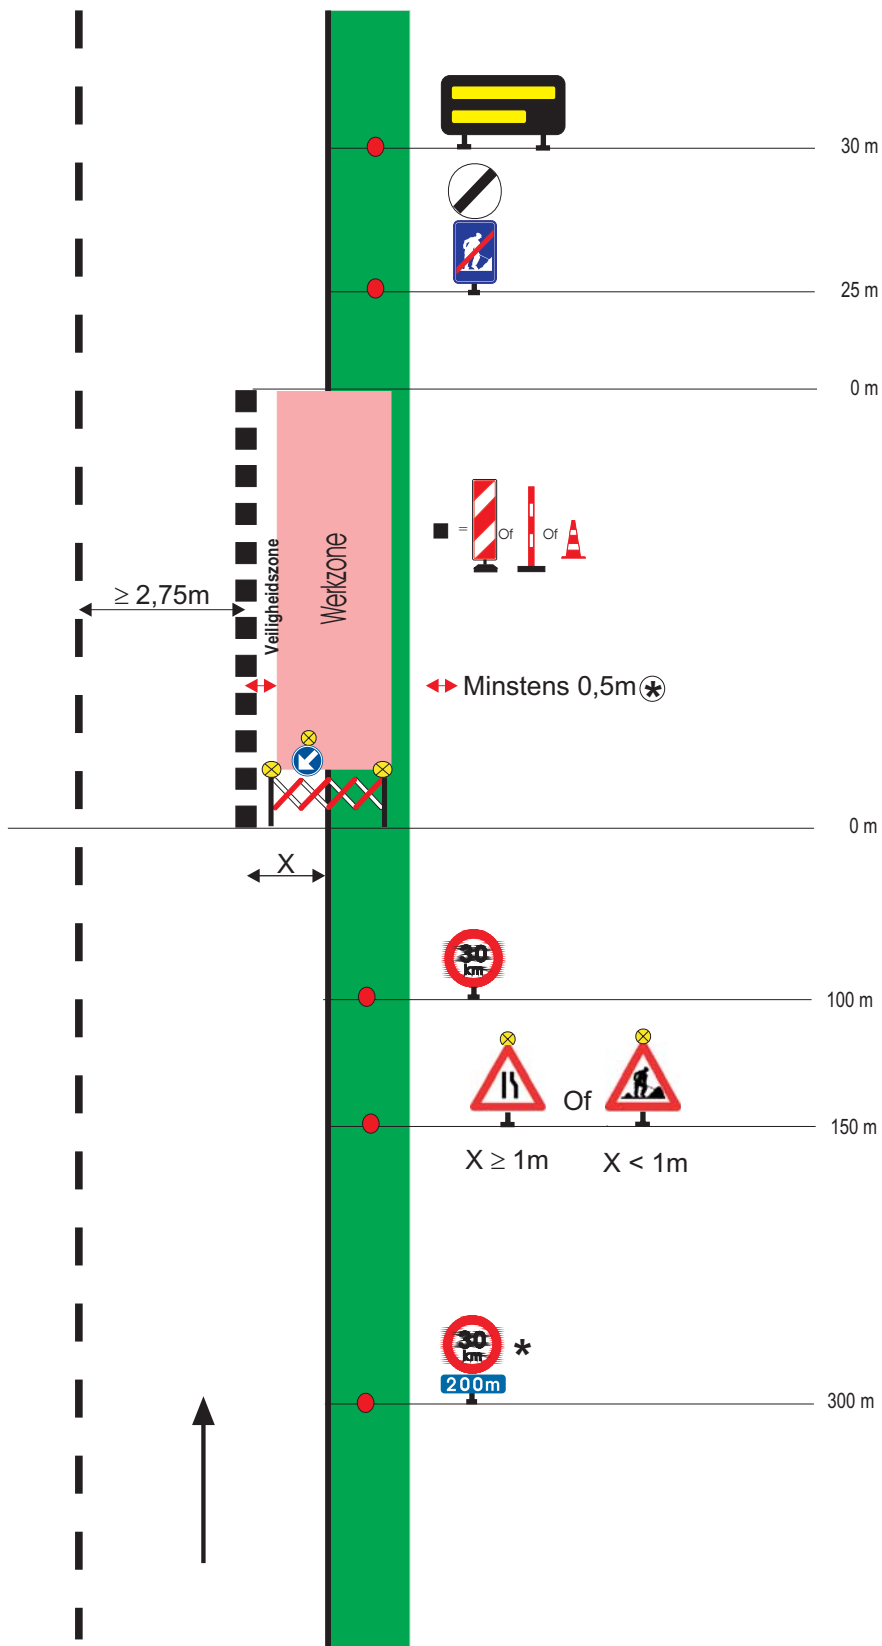 30 m
25 m
0 m
= Of Of
≥ 2,75m
Veiligheidszone
Werkzone
Minstens 0,5m *
0 m
X
30
km
100 m
Of
150 m
X ≥ 1m
X < 1m
30
km
*
200m
300 m